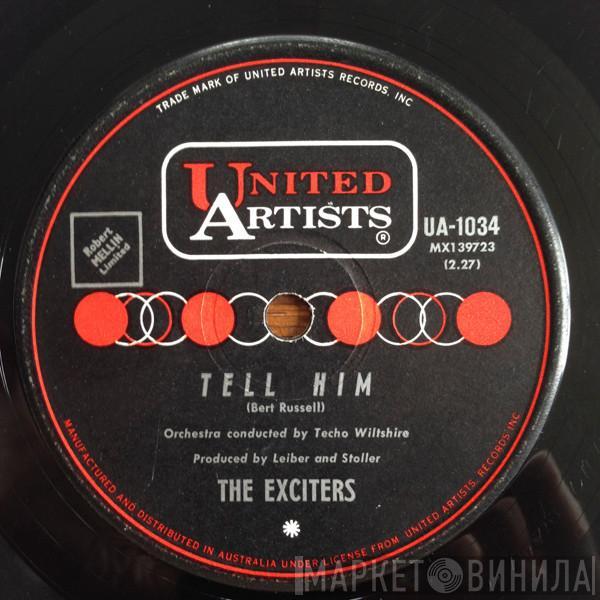 TRADE MARK OF UNITED ARTISTS RECORDS, INC
UNITED
ARTISTS
®
Robert
MELLIN
Limited
UA-1034
MX139723
(2.27)
TELL HIM
(Bert Russell)
Orchestra conducted by Techo Wiltshire
Produced by Leiber and Stoller
THE EXCITERS
MANUFACTURED AND DISTRIBUTED IN AUSTRALIA UNDER LICENSE FROM UNITED ARTISTS, RECORDS INC
МАРКЕТ ВИНИЛА